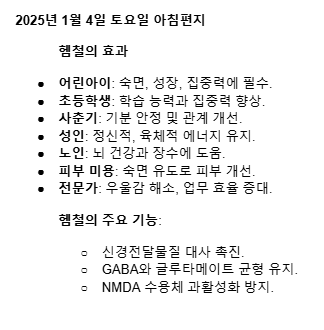 2025년 1월 4일 토요일 아침편지
헴철의 효과
● 어린아이: 숙면, 성장, 집중력에 필수.
● 초등학생: 학습 능력과 집중력 향상.
● 사춘기: 기분 안정 및 관계 개선.
● 성인: 정신적, 육체적 에너지 유지.
● 노인: 뇌 건강과 장수에 도움.
● 피부 미용: 숙면 유도로 피부 개선.
● 전문가: 우울감 해소, 업무 효율 증대.
헴철의 주요 기능:
○ 신경전달물질 대사 촉진.
○ GABA와 글루타메이트 균형 유지.
○ NMDA 수용체 과활성화 방지.